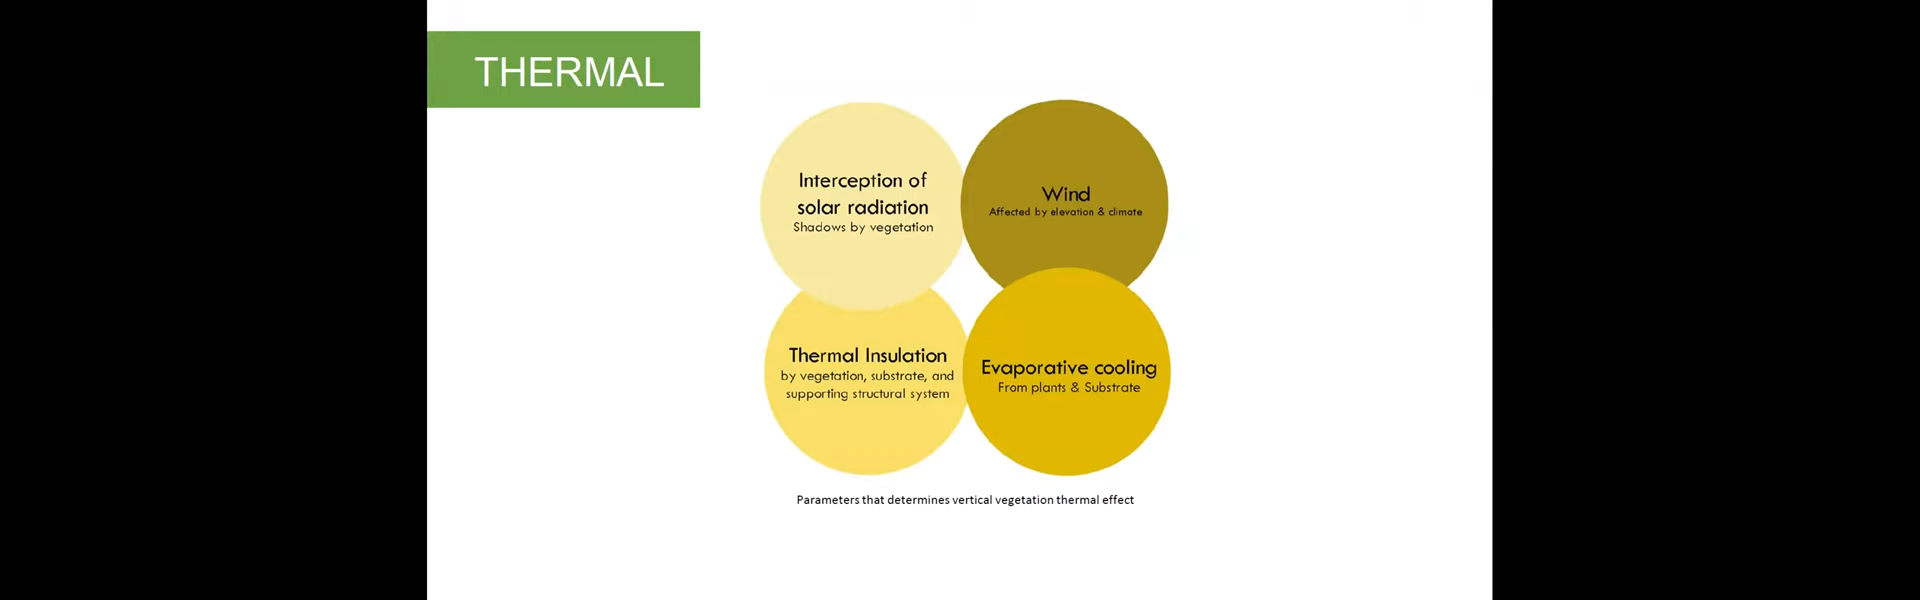 THERMAL
Interception of
solar radiation
Shadows by vegetation
Wind
Affected by elevation & climate
Thermal Insulation
by vegetation, substrate, and
supporting structural system
Evaporative cooling
From plants & Substrate
Parameters that determines vertical vegetation thermal effect